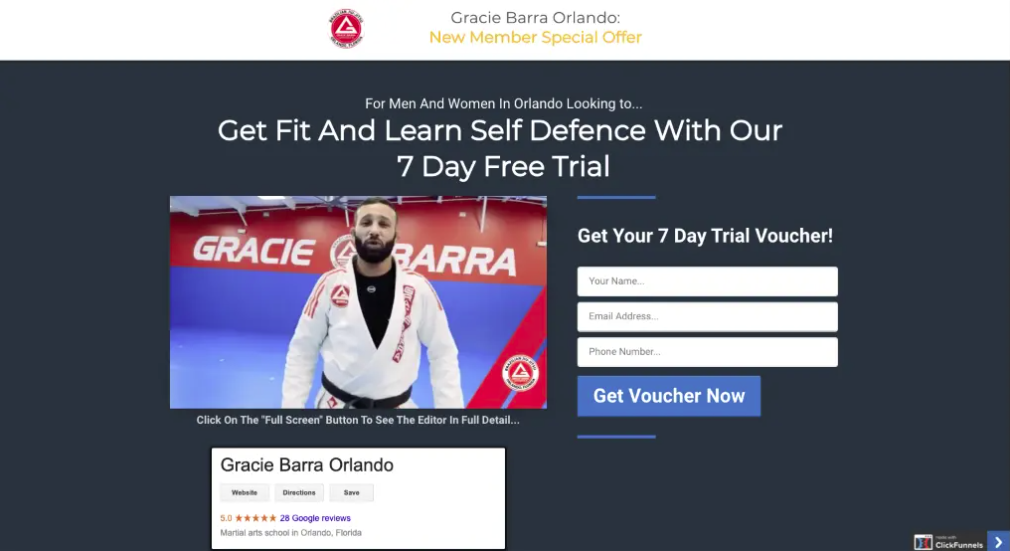 Gracie Barra Orlando:
New Member Special Offer
For Men And Women In Orlando Looking to...
Get Fit And Learn Self Defence With Our
7 Day Free Trial
GRACIE BARRA
Get Your 7 Day Trial Voucher!
Your Name...
Email Address...
Phone Number...
Get Voucher Now
Click On The "Full Screen" Button To See The Editor In Full Detail...
Gracie Barra Orlando
Website Directions Save
5.0 ★★★★★ 28 Google reviews
Martial arts school in Orlando, Florida
made with
ClickFunnels